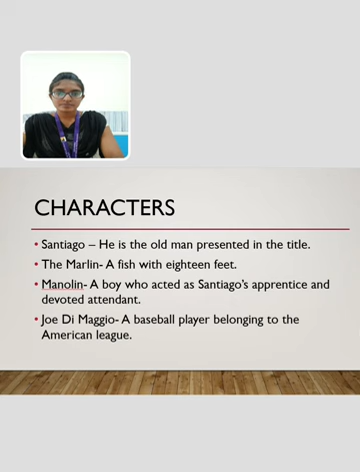 CHARACTERS
• Santiago – He is the old man presented in the title.
• The Marlin- A fish with eighteen feet.
• Manolin- A boy who acted as Santiago's apprentice and
devoted attendant.
• Joe Di Maggio- A baseball player belonging to the
American league.